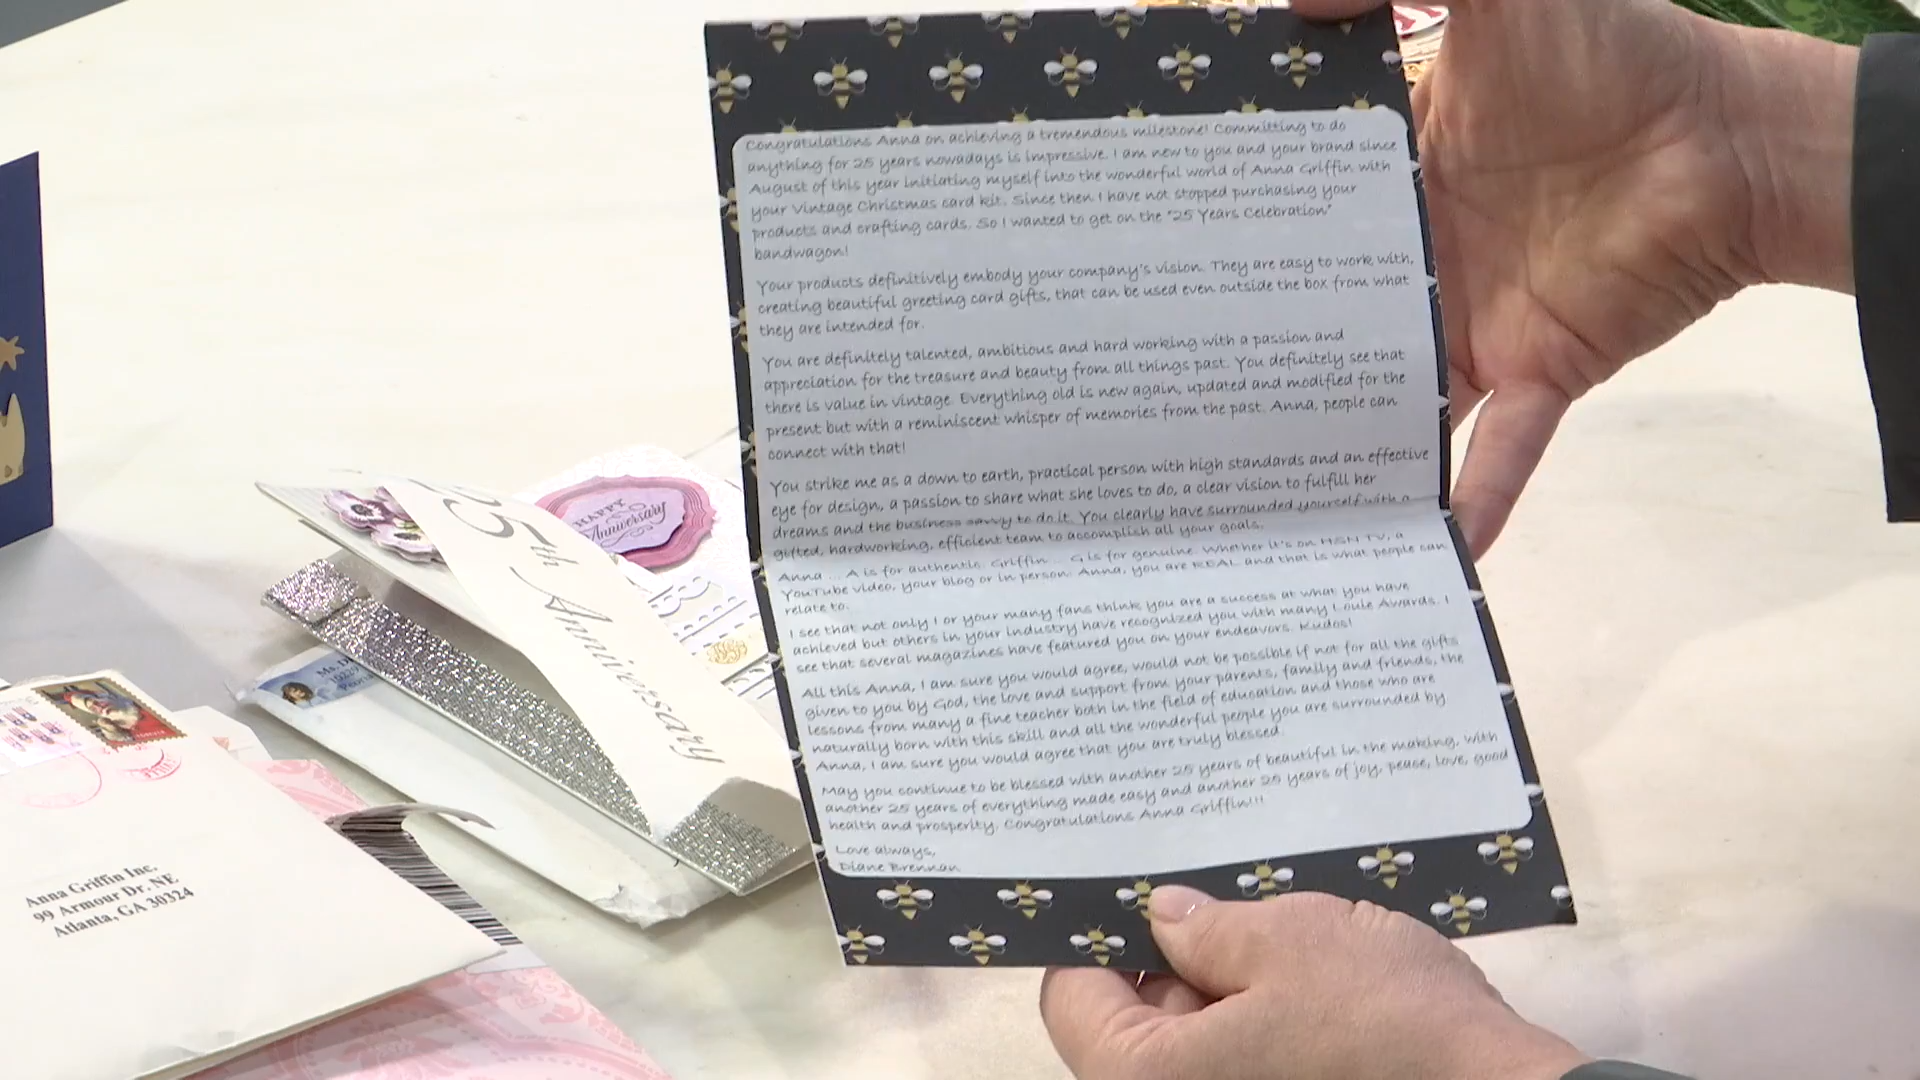 Congratulations Anna on achieving a tremendous milestone! Committing to do
anything for 25 years nowadays is impressive. I am new to you and your brand since
August of this year initiating myself into the wonderful world of Anna Griffin with
your Vintage Christmas card kit. Since then I have not stopped purchasing your
products and crafting cards. So I wanted to get on the "25 Years Celebration"
bandwagon!
Your products definitively embody your company's vision. They are easy to work with,
creating beautiful greeting card gifts, that can be used even outside the box from what
they are intended for.
You are definitely talented, ambitious and hard working with a passion and
appreciation for the treasure and beauty from all things past. You definitely see that
there is value in vintage. Everything old is new again, updated and modified for the
present but with a reminiscent whisper of memories from the past. Anna, people can
connect with that!
You strike me as a down to earth, practical person with high standards and an effective
eye for design, a passion to share what she loves to do, a clear vision to fulfill her
dreams and the business savvy to do it. You clearly have surrounded yourself with a
gifted, hardworking, efficient team to accomplish all your goals.
Anna ... A is for authentic. Griffin ... G is for genuine. Whether it's on HSN TV, a
YouTube video, your blog or in person. Anna, you are REAL and that is what people can
relate to.
I see that not only I or your many fans think you are a success at what you have
achieved but others in your industry have recognized you with many Louie Awards. I
see that several magazines have featured you on your endeavors. Kudos!
All this Anna, I am sure you would agree, would not be possible if not for all the gifts
given to you by God, the love and support from your parents, family and friends, the
lessons from many a fine teacher both in the field of education and those who are
naturally born with this skill and all the wonderful people you are surrounded by.
Anna, I am sure you would agree that you are truly blessed.
May you continue to be blessed with another 25 years of beautiful in the making, with
another 25 years of everything made easy and another 25 years of joy, peace, love, good
health and prosperity. Congratulations Anna Griffin!!!
Love always,
Diane Brennan
HAPPY
Anniversary
25th Anniversary
Ms. D
10229
Peoria
Anna Griffin Inc.
99 Armour Dr. NE
Atlanta, GA 30324